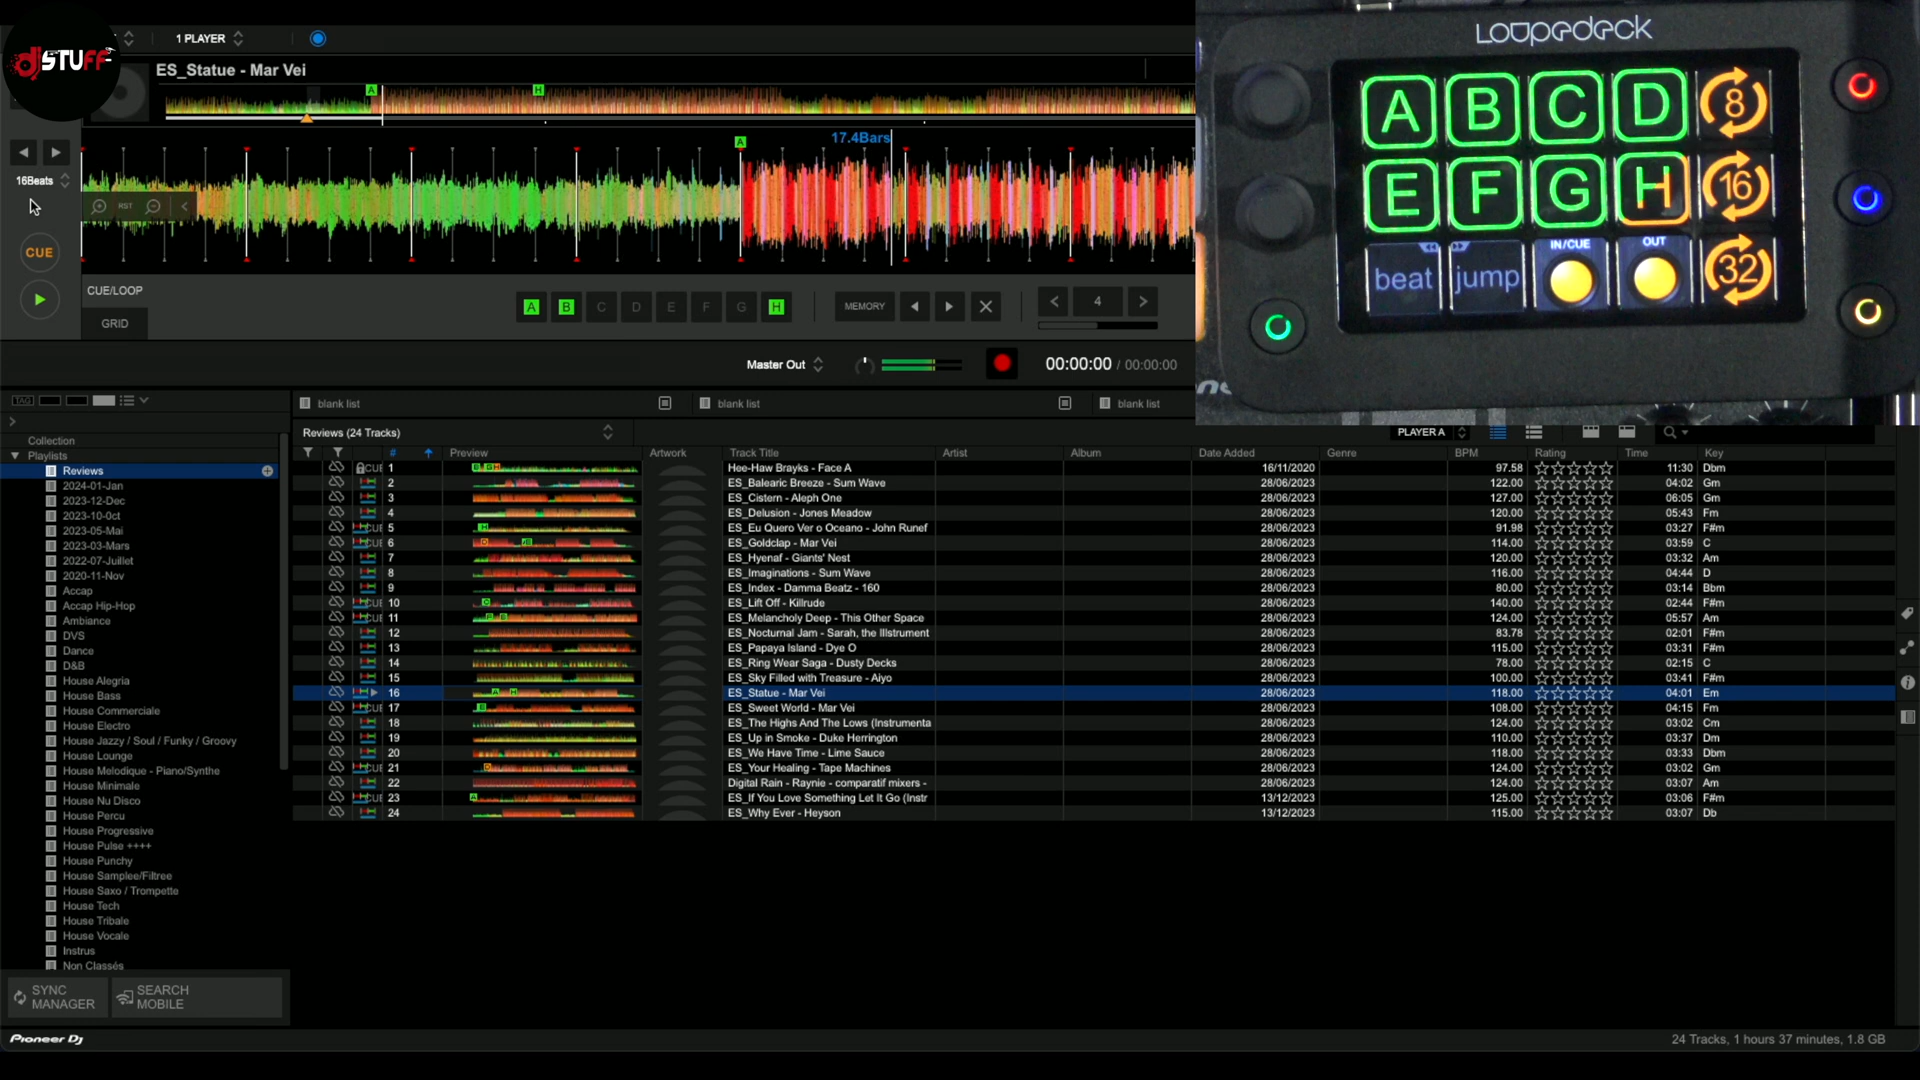 dj STUFF
1 PLAYER
ES_Statue - Mar Vei
A H
17.4Bars
A
16Beats
RST
CUE
CUE/LOOP
GRID
A B C D E F G H
MEMORY
4
Master Out
00:00:00 / 00:00:00
Loupedeck
A B C D 8
E F G H 16
beat jump IN/CUE OUT 32
TAG
blank list
blank list
blank list
Collection
Playlists
Reviews
2024-01-Jan
2023-12-Dec
2023-10-Oct
2023-05-Mai
2023-03-Mars
2022-07-Juillet
2020-11-Nov
Accap
Accap Hip-Hop
Ambiance
DVS
Dance
D&B
House Alegria
House Bass
House Commerciale
House Electro
House Jazzy / Soul / Funky / Groovy
House Lounge
House Melodique - Piano/Synthe
House Minimale
House Nu Disco
House Percu
House Progressive
House Pulse ++++
House Punchy
House Samplee/Filtree
House Saxo / Trompette
House Tech
House Tribale
House Vocale
Instrus
Non Classés
SYNC MANAGER
SEARCH MOBILE
Reviews (24 Tracks)
PLAYER A
# Preview Artwork Track Title Artist Album Date Added Genre BPM Rating Time Key
1 Hee-Haw Brayks - Face A 16/11/2020 97.58 11:30 Dbm
2 ES_Balearic Breeze - Sum Wave 28/06/2023 122.00 04:02 Gm
3 ES_Cistern - Aleph One 28/06/2023 127.00 06:05 Gm
4 ES_Delusion - Jones Meadow 28/06/2023 120.00 05:43 Fm
5 ES_Eu Quero Ver o Oceano - John Runef 28/06/2023 91.98 03:27 F#m
6 ES_Goldclap - Mar Vei 28/06/2023 114.00 03:59 C
7 ES_Hyenaf - Giants' Nest 28/06/2023 120.00 03:32 Am
8 ES_Imaginations - Sum Wave 28/06/2023 116.00 04:44 D
9 ES_Index - Damma Beatz - 160 28/06/2023 80.00 03:14 Bbm
10 ES_Lift Off - Killrude 28/06/2023 140.00 02:44 F#m
11 ES_Melancholy Deep - This Other Space 28/06/2023 124.00 05:57 Am
12 ES_Nocturnal Jam - Sarah, the Illstrument 28/06/2023 83.78 02:01 F#m
13 ES_Papaya Island - Dye O 28/06/2023 115.00 03:31 F#m
14 ES_Ring Wear Saga - Dusty Decks 28/06/2023 78.00 02:15 C
15 ES_Sky Filled with Treasure - Aiyo 28/06/2023 100.00 03:41 F#m
16 ES_Statue - Mar Vei 28/06/2023 118.00 04:01 Em
17 ES_Sweet World - Mar Vei 28/06/2023 108.00 04:15 Fm
18 ES_The Highs And The Lows (Instrumenta 28/06/2023 124.00 03:02 Cm
19 ES_Up in Smoke - Duke Herrington 28/06/2023 110.00 03:37 Dm
20 ES_We Have Time - Lime Sauce 28/06/2023 118.00 03:33 Dbm
21 ES_Your Healing - Tape Machines 28/06/2023 124.00 03:02 Gm
22 Digital Rain - Raynie - comparatif mixers - 28/06/2023 124.00 03:07 Am
23 ES_If You Love Something Let It Go (Instr 13/12/2023 125.00 03:06 F#m
24 ES_Why Ever - Heyson 13/12/2023 115.00 03:07 Db
Pioneer Dj
24 Tracks, 1 hours 37 minutes, 1.8 GB